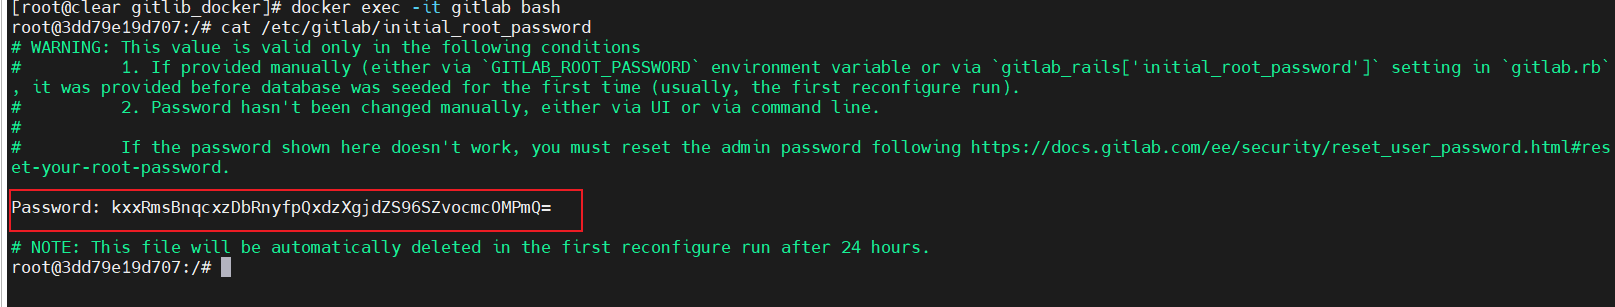 [root@clear gitlib_docker]# docker exec -it gitlab bash
root@3dd79e19d707:/# cat /etc/gitlab/initial_root_password
# WARNING: This value is valid only in the following conditions
#          1. If provided manually (either via `GITLAB_ROOT_PASSWORD` environment variable or via `gitlab_rails['initial_root_password']` setting in `gitlab.rb`
, it was provided before database was seeded for the first time (usually, the first reconfigure run).
#          2. Password hasn't been changed manually, either via UI or via command line.
#
#          If the password shown here doesn't work, you must reset the admin password following https://docs.gitlab.com/ee/security/reset_user_password.html#res
et-your-root-password.
Password: kxxRmsBnqcxzDbRnyfpQxdzXgjdZS96SZvocmcOMPmQ=
# NOTE: This file will be automatically deleted in the first reconfigure run after 24 hours.
root@3dd79e19d707:/#